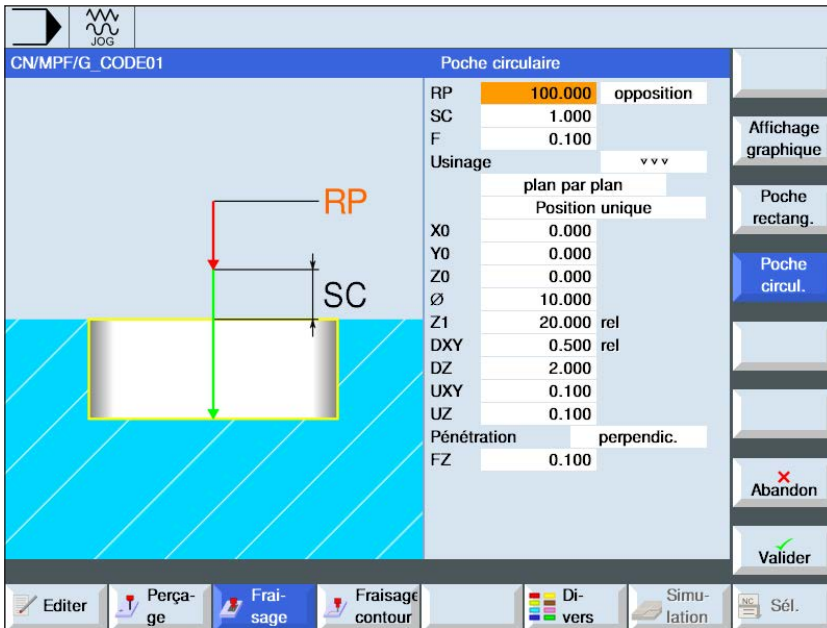 JOG
CN/MPF/G_CODE01
Poche circulaire
RP 100.000 opposition
SC 1.000
F 0.100
Usinage ▿▿▿
plan par plan
Position unique
X0 0.000
Y0 0.000
Z0 0.000
Ø 10.000
Z1 20.000 rel
DXY 0.500 rel
DZ 2.000
UXY 0.100
UZ 0.100
Pénétration perpendic.
FZ 0.100
RP
SC
Affichage
graphique
Poche
rectang.
Poche
circul.
Abandon
Valider
Editer
Perça-
ge
Frai-
sage
Fraisage
contour
Di-
vers
Simu-
lation
NC
Sél.